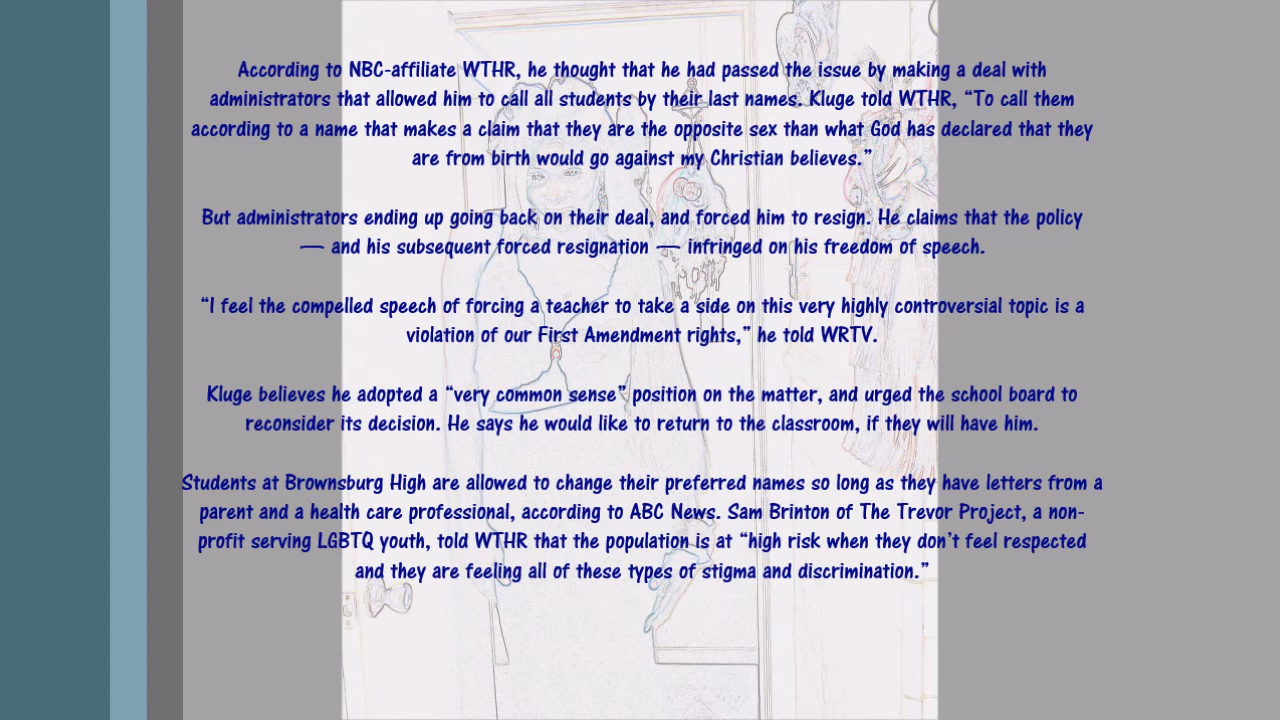 According to NBC-affiliate WTHR, he thought that he had passed the issue by making a deal with
administrators that allowed him to call all students by their last names. Kluge told WTHR, “To call them
according to a name that makes a claim that they are the opposite sex than what God has declared that they
are from birth would go against my Christian believes.”
But administrators ending up going back on their deal, and forced him to resign. He claims that the policy
— and his subsequent forced resignation — infringed on his freedom of speech.
“I feel the compelled speech of forcing a teacher to take a side on this very highly controversial topic is a
violation of our First Amendment rights,” he told WRTV.
Kluge believes he adopted a “very common sense” position on the matter, and urged the school board to
reconsider its decision. He says he would like to return to the classroom, if they will have him.
Students at Brownsburg High are allowed to change their preferred names so long as they have letters from a
parent and a health care professional, according to ABC News. Sam Brinton of The Trevor Project, a non-
profit serving LGBTQ youth, told WTHR that the population is at “high risk when they don’t feel respected
and they are feeling all of these types of stigma and discrimination.”